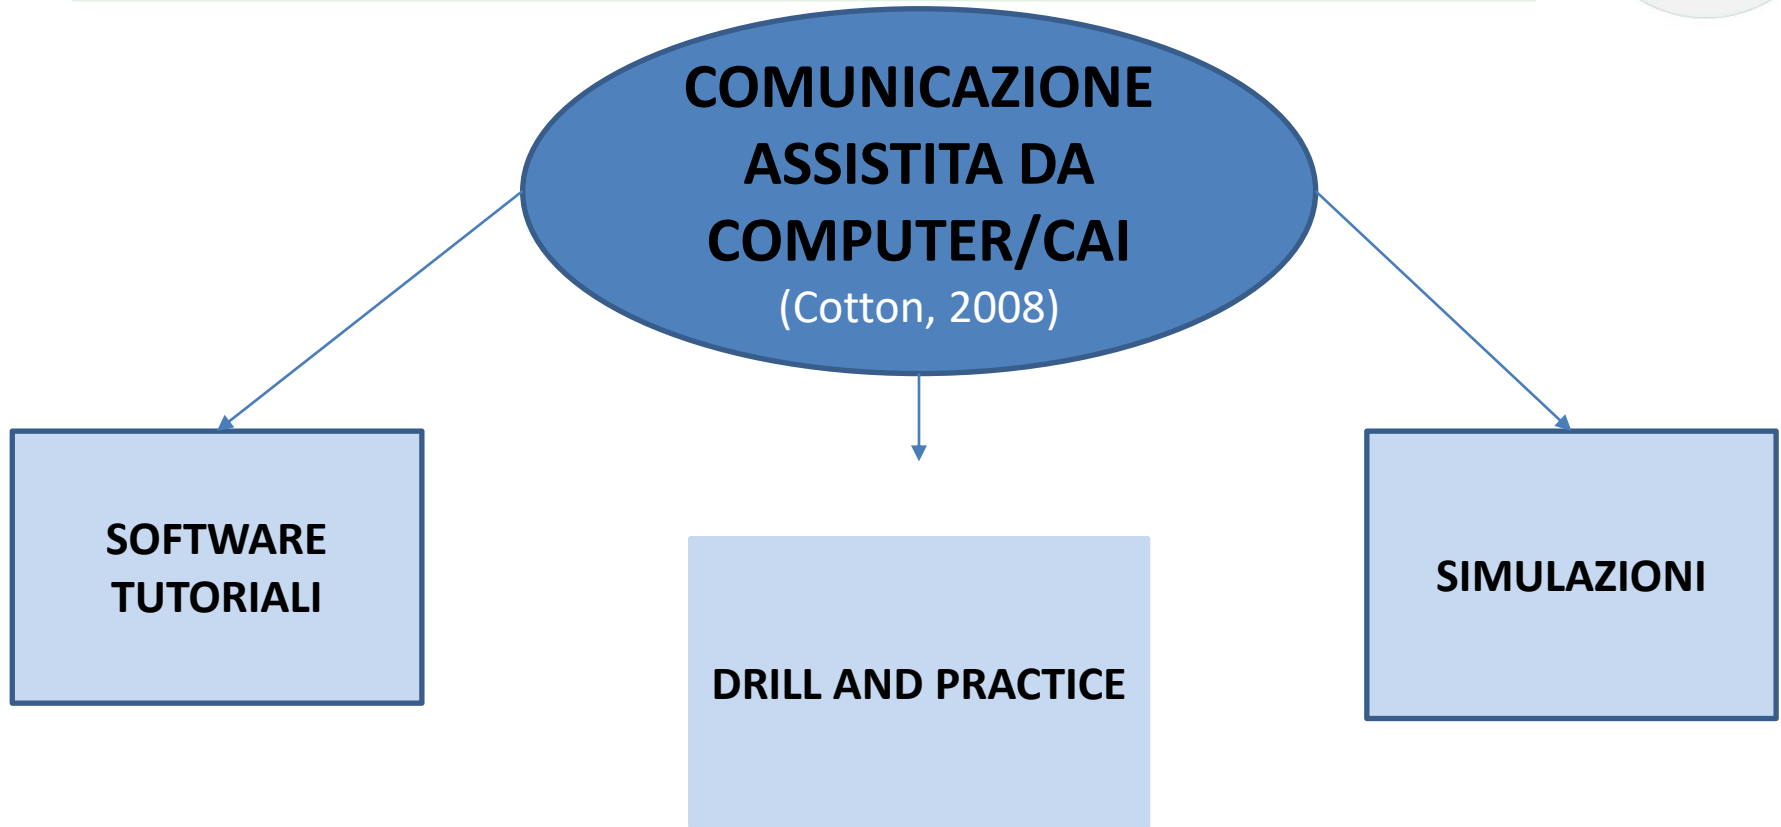 COMUNICAZIONE
ASSISTITA DA
COMPUTER/CAI
(Cotton, 2008)
SOFTWARE
TUTORIALI
DRILL AND PRACTICE
SIMULAZIONI